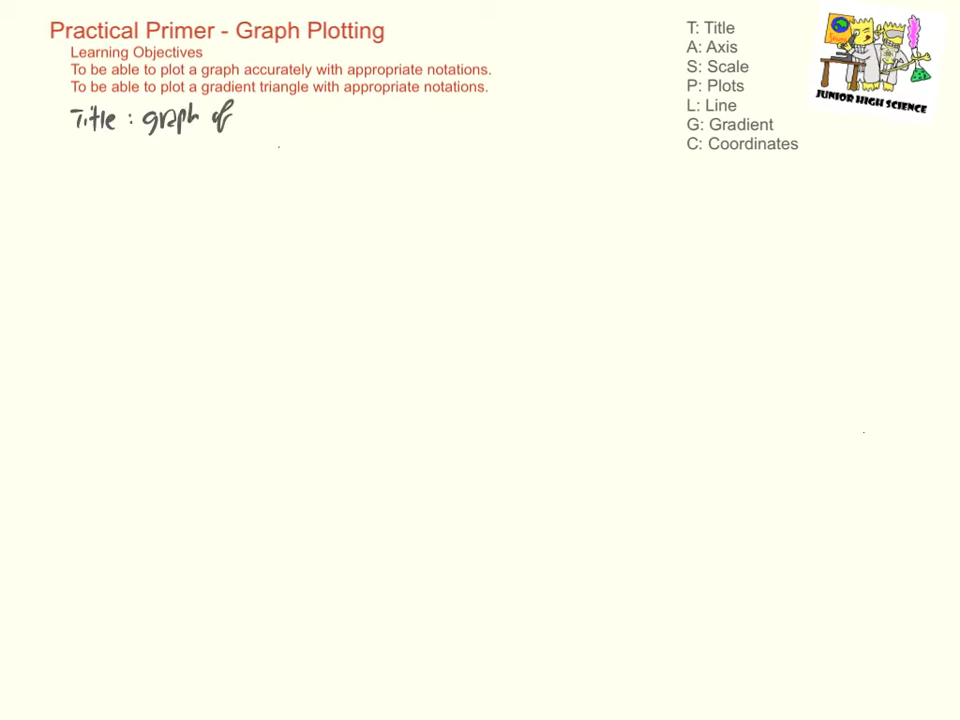 Practical Primer - Graph Plotting
Learning Objectives
To be able to plot a graph accurately with appropriate notations.
To be able to plot a gradient triangle with appropriate notations.
Title : graph of
T: Title
A: Axis
S: Scale
P: Plots
L: Line
G: Gradient
C: Coordinates
JUNIOR HIGH SCIENCE